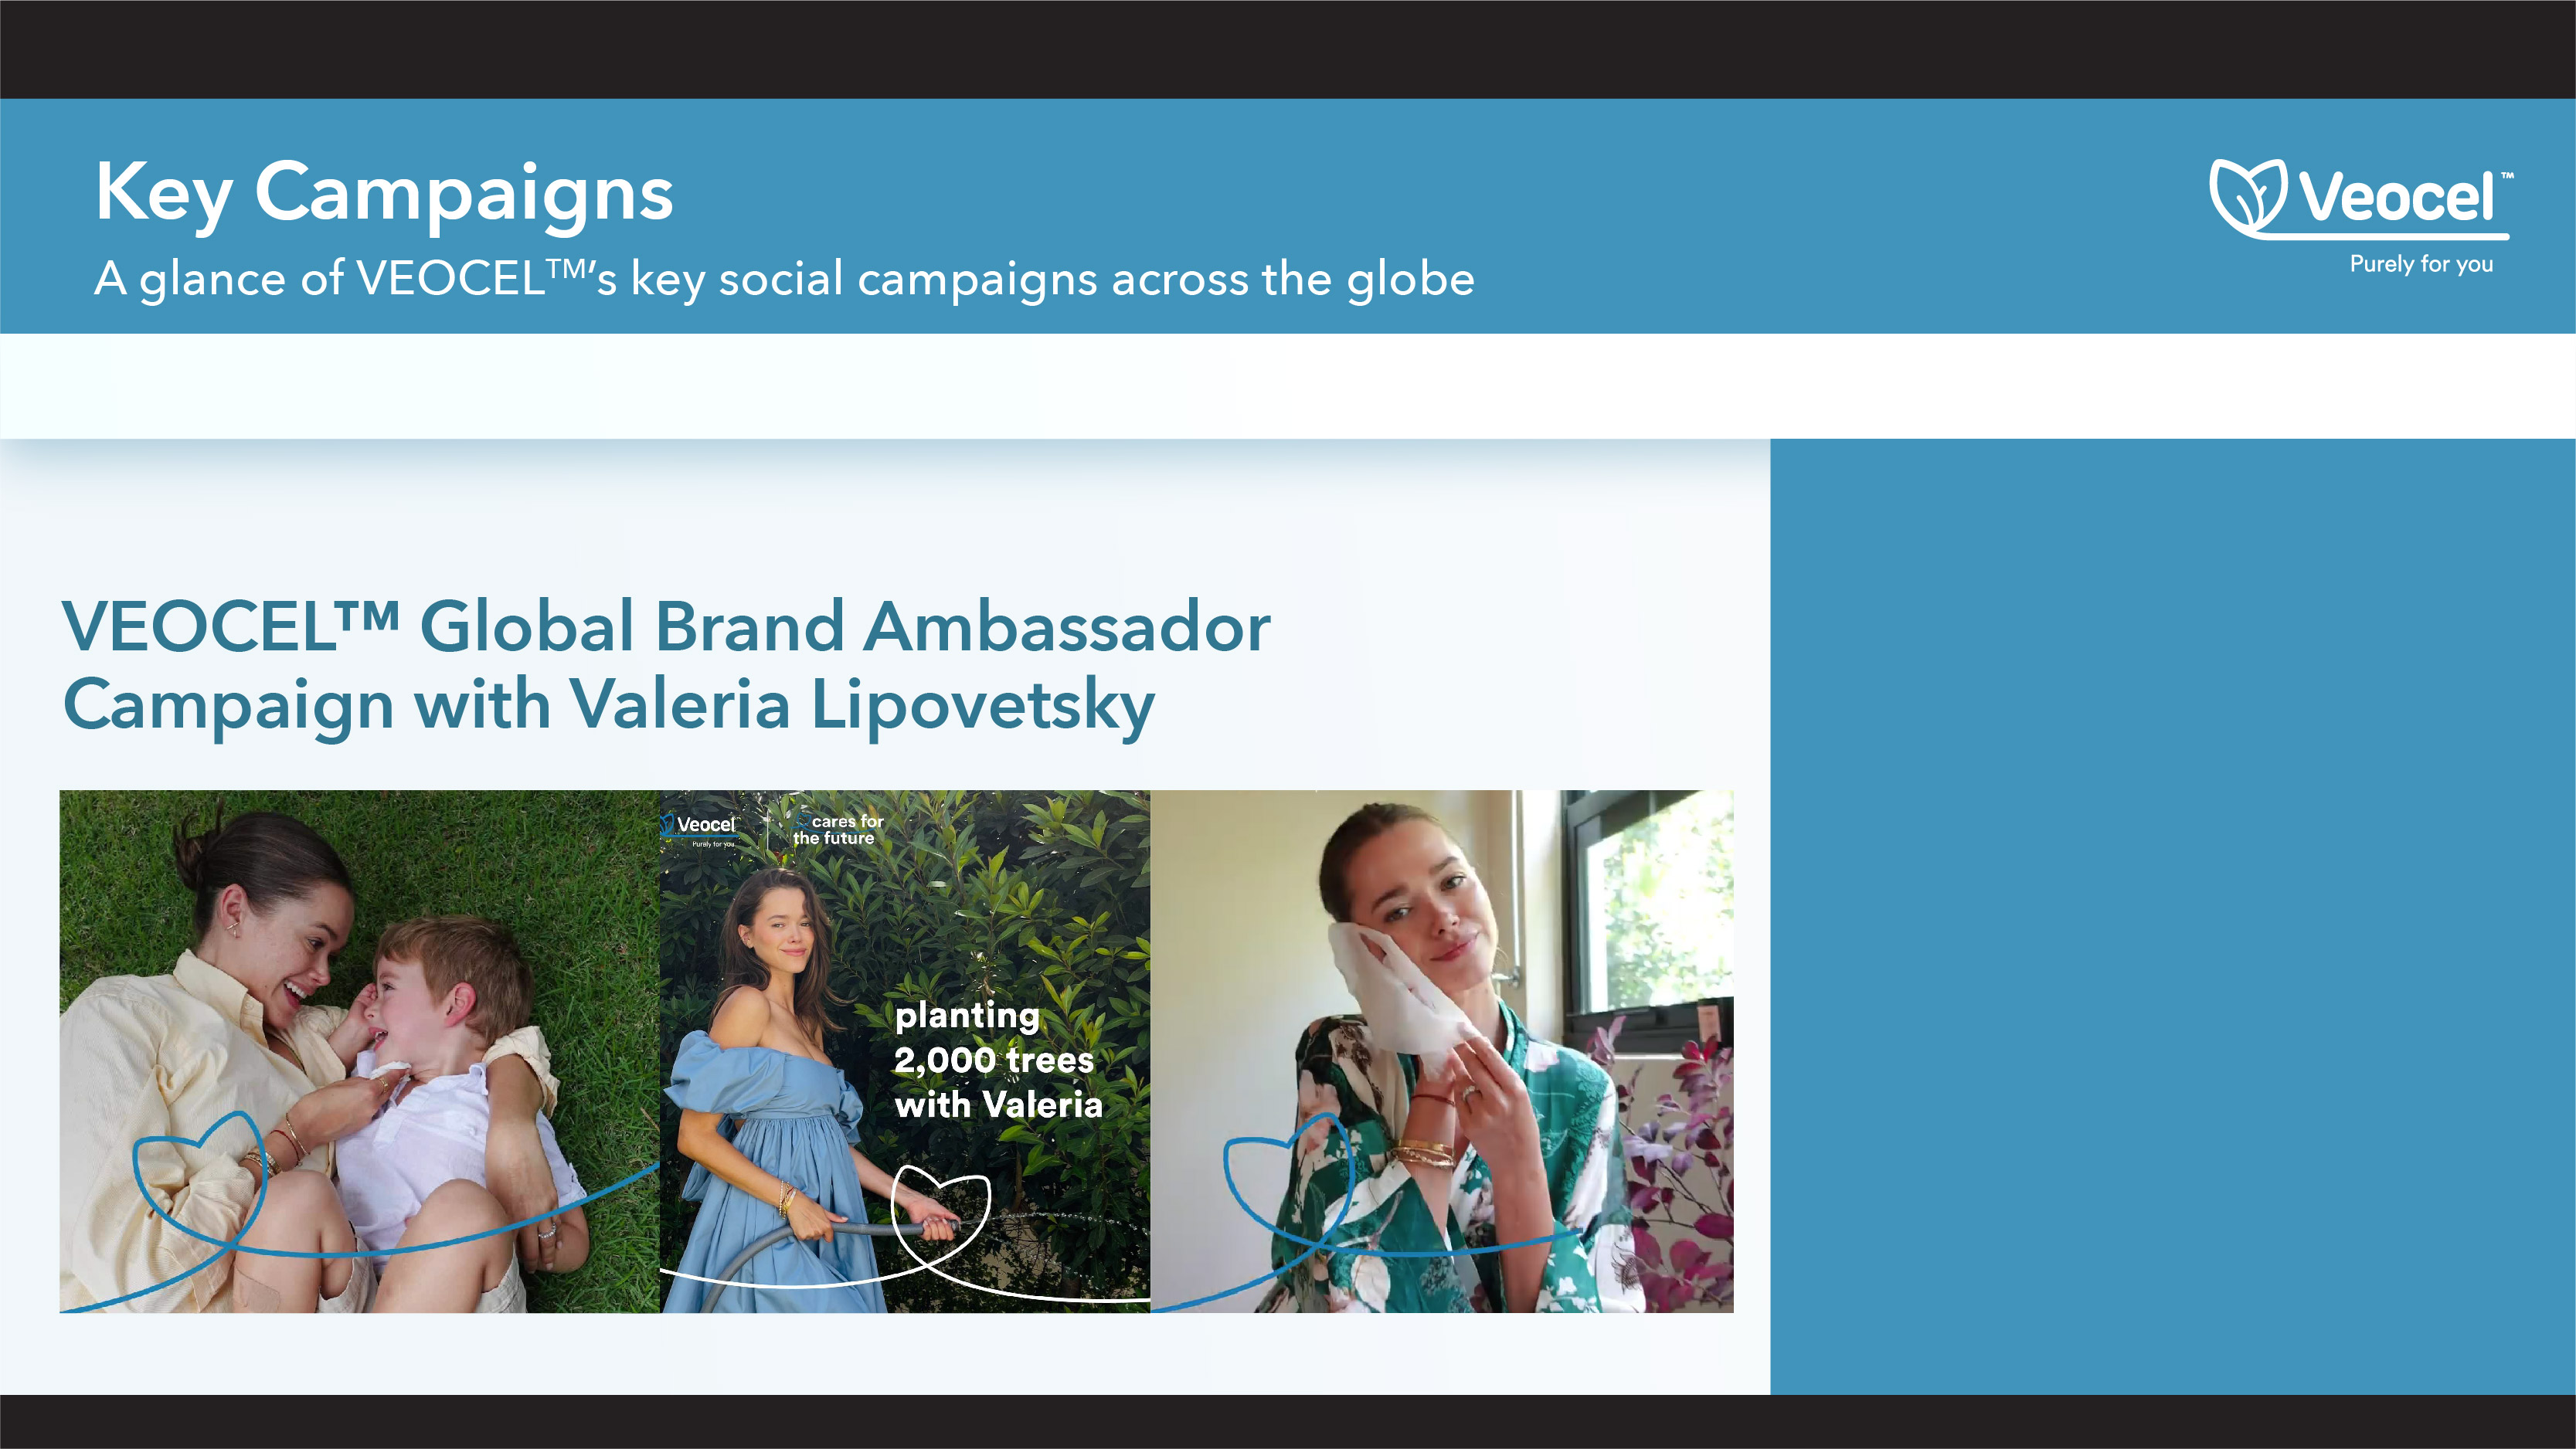 Key Campaigns
A glance of VEOCEL™'s key social campaigns across the globe
Veocel™
Purely for you
VEOCEL™ Global Brand Ambassador
Campaign with Valeria Lipovetsky
Veocel
Purely for you
cares for
the future
planting
2,000 trees
with Valeria